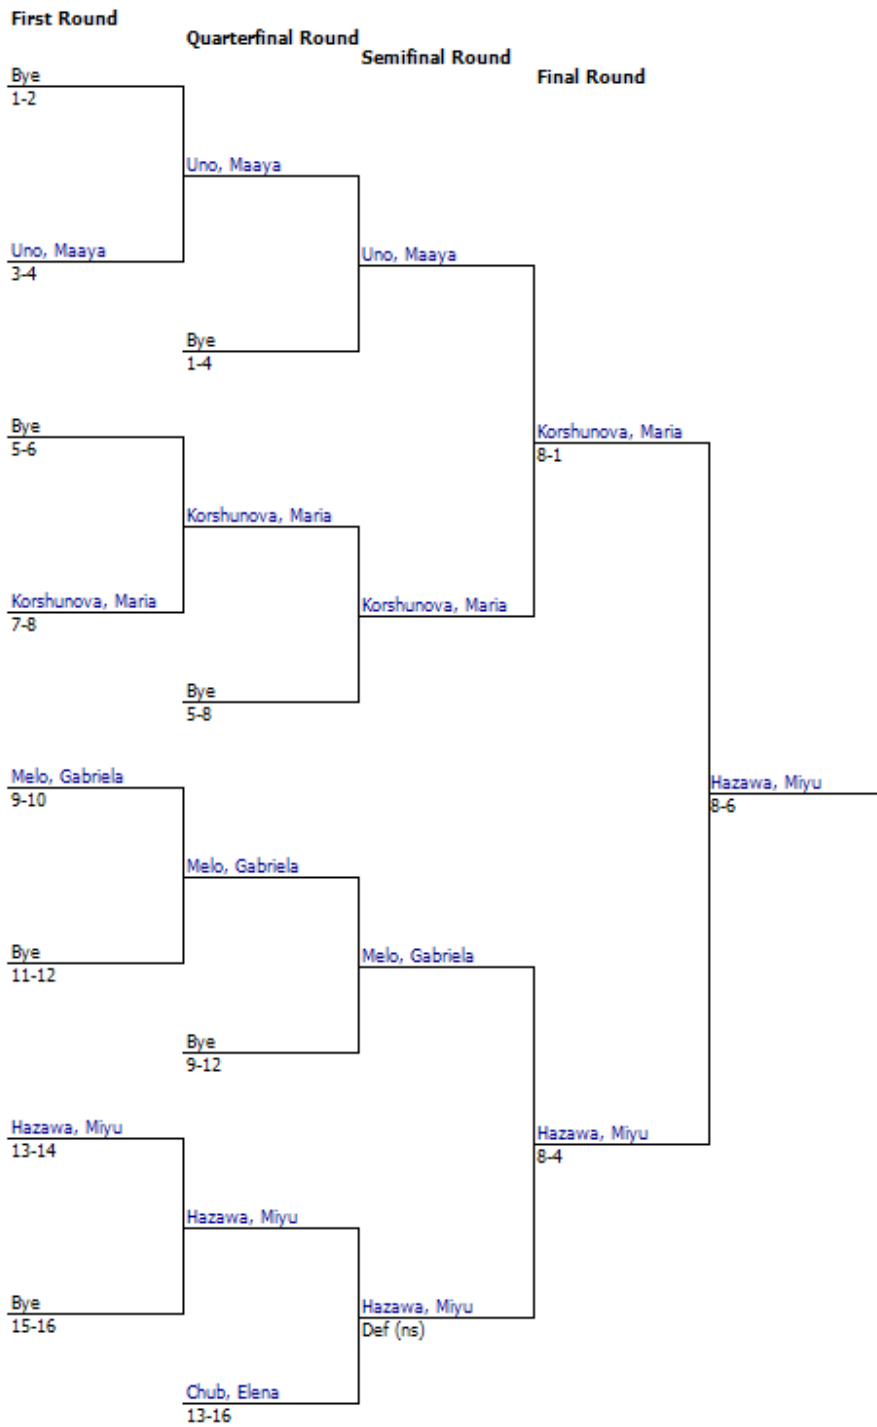 First Round
Quarterfinal Round
Semifinal Round
Final Round
Bye
1-2
Uno, Maaya
Uno, Maaya
3-4
Uno, Maaya
Bye
1-4
Bye
5-6
Korshunova, Maria
8-1
Korshunova, Maria
Korshunova, Maria
7-8
Korshunova, Maria
Bye
5-8
Melo, Gabriela
9-10
Hazawa, Miyu
8-6
Melo, Gabriela
Bye
11-12
Melo, Gabriela
Bye
9-12
Hazawa, Miyu
13-14
Hazawa, Miyu
8-4
Hazawa, Miyu
Bye
15-16
Hazawa, Miyu
Def (ns)
Chub, Elena
13-16